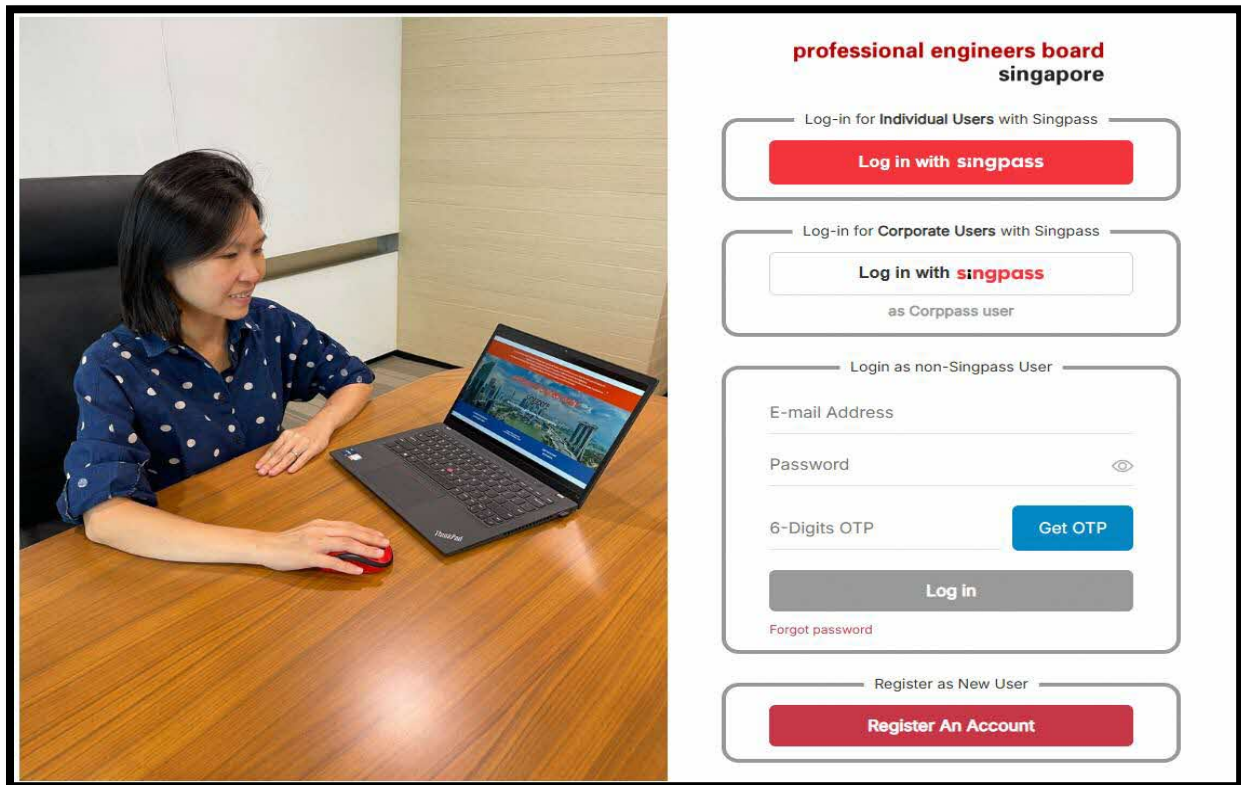 professional engineers board
singapore
Log-in for Individual Users with Singpass
Log in with singpass
Log-in for Corporate Users with Singpass
Log in with singpass
as Corppass user
Login as non-Singpass User
E-mail Address
Password
6-Digits OTP
Get OTP
Log in
Forgot password
Register as New User
Register An Account
ThinkPad